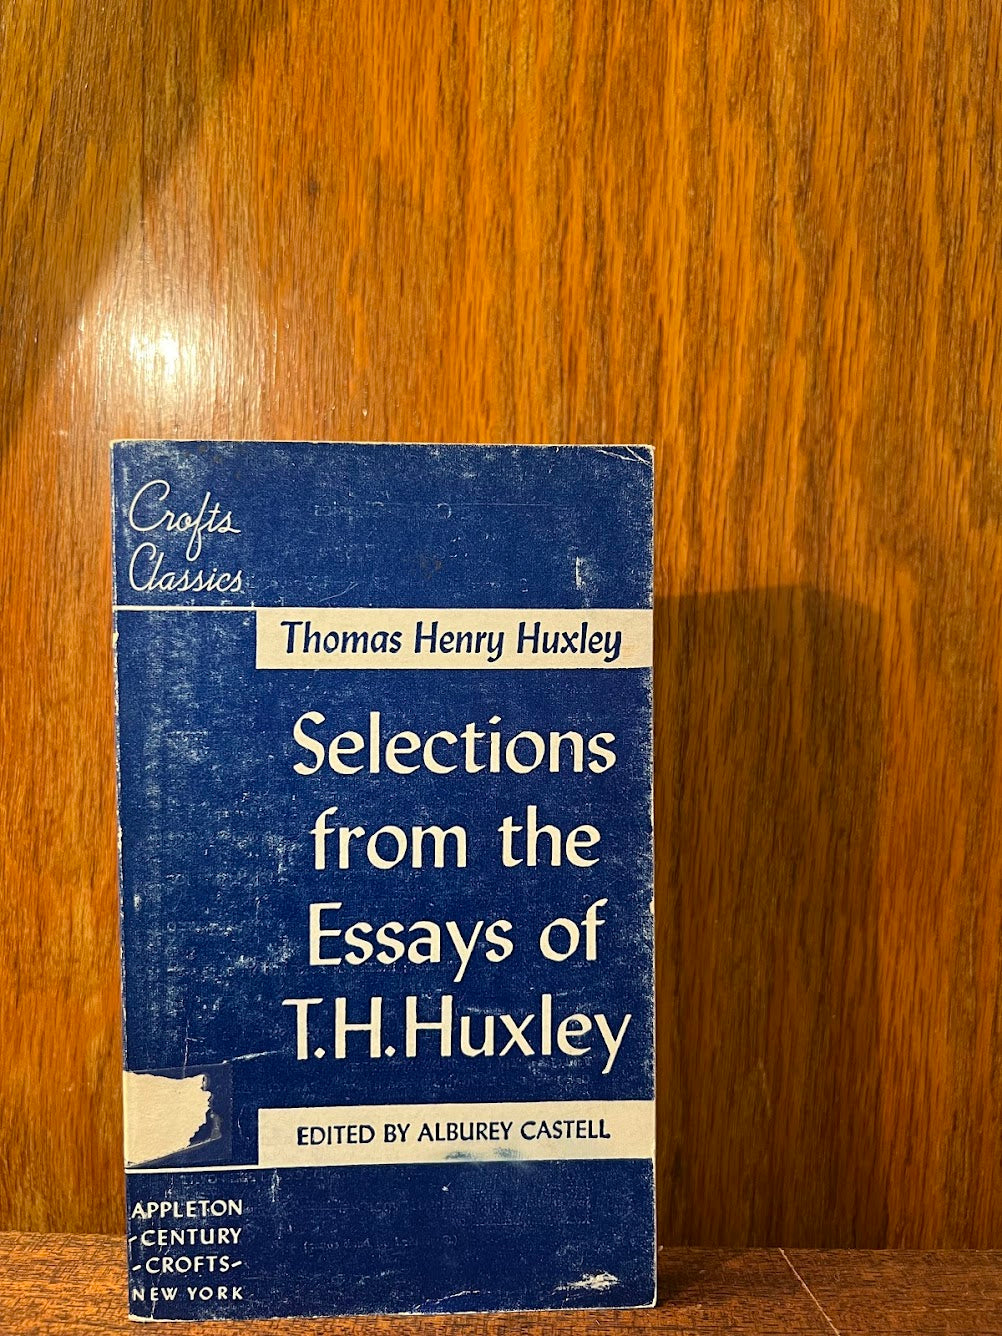 Crofts
Classics
Thomas Henry Huxley
Selections
from the
Essays of
T.H.Huxley
EDITED BY ALBUREY CASTELL
APPLETON
-CENTURY
-CROFTS-
NEW YORK